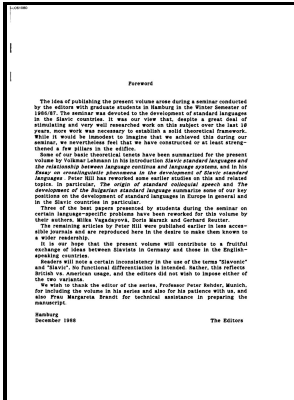 Foreword
The idea of publishing the present volume arose during a seminar conducted
by the editors with graduate students in Hamburg in the Winter Semester of
1986/87. The seminar was devoted to the development of standard languages
in the Slavic countries. It was our view that, despite a great deal of
stimulating and very well researched work on this subject over the last 10
years, more work was necessary to establish a solid theoretical framework.
While it would be immodest to imagine that we achieved this during our
seminar, we nevertheless feel that we have constructed or at least streng-
thened a few pillars in the edifice.
Some of our basic theoretical tenets have been summarised for the present
volume by Volkmar Lehmann in his introduction Slavic standard languages and
the relationship between language continua and language systems, and in his
Essay on crosslinguistic phenomena in the development of Slavic standard
languages . Peter Hill has reworked some earlier studies on this and related
topics. In particular, The origin of standard colloquial speech and The
development of the Bulgarian standard language summarize some of our key
positions on the development of standard languages in Europe in general and
in the Slavic countries in particular.
Three of the best papers presented by students during the seminar on
certain language-specific problems have been reworked for this volume by
their authors, Milka Vagadayová, Doris Marszk and Gerhard Reutter.
The remaining articles by Peter Hill were published earlier in less acces-
sible journals and are reproduced here in the desire to make them known to
a wider readership.
It is our hope that the present volume will contribute to a fruitful
exchange of ideas between Slavists in Germany and those in the English-
speaking countries.
Readers will note a certain inconsistency in the use of the terms "Slavonic"
and "Slavic". No functional differentiation is intended. Rather, this reflects
British vs. American usage, and the editors did not wish to impose either of
the two variants.
We wish to thank the editor of the series, Professor Peter Rehder, Munich,
for including the volume in his series and also for his patience with us, and
also Frau Margareta Brandt for technical assistance in preparing the
manuscript.
Hamburg
December 1988 The Editors